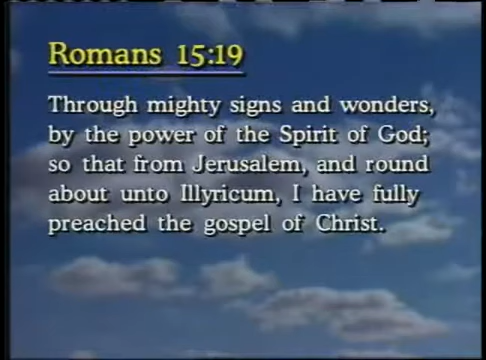 Romans 15:19
Through mighty signs and wonders,
by the power of the Spirit of God;
so that from Jerusalem, and round
about unto Illyricum, I have fully
preached the gospel of Christ.